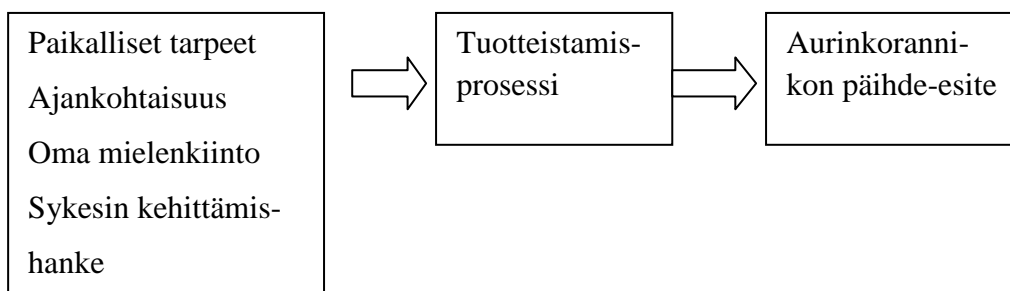 Paikalliset tarpeet
Ajankohtaisuus
Oma mielenkiinto
Sykesin kehittämis-
hanke
Tuotteistamis-
prosessi
Aurinkoranni-
kon päihde-esite